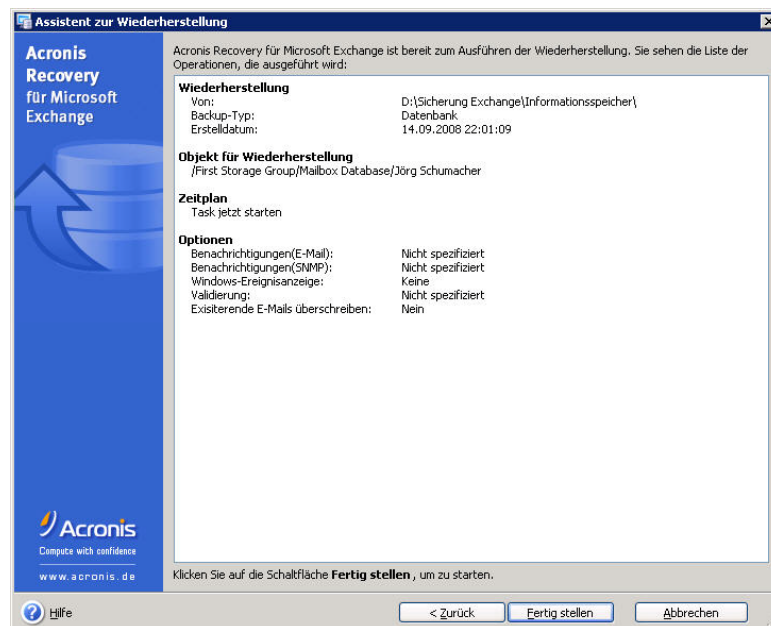 Assistent zur Wiederherstellung
Acronis
Recovery
für Microsoft
Exchange
Acronis Recovery für Microsoft Exchange ist bereit zum Ausführen der Wiederherstellung. Sie sehen die Liste der
Operationen, die ausgeführt wird:
Wiederherstellung
Von: D:\Sicherung Exchange\Informationsspeicher\
Backup-Typ: Datenbank
Erstelldatum: 14.09.2008 22:01:09
Objekt für Wiederherstellung
/First Storage Group/Mailbox Database/Jörg Schumacher
Zeitplan
Task jetzt starten
Optionen
Benachrichtigungen(E-Mail): Nicht spezifiziert
Benachrichtigungen(SNMP): Nicht spezifiziert
Windows-Ereignisanzeige: Keine
Validierung: Nicht spezifiziert
Exisiterende E-Mails überschreiben: Nein
Acronis
Compute with confidence
www.acronis.de
Klicken Sie auf die Schaltfläche Fertig stellen , um zu starten.
Hilfe
< Zurück
Fertig stellen
Abbrechen